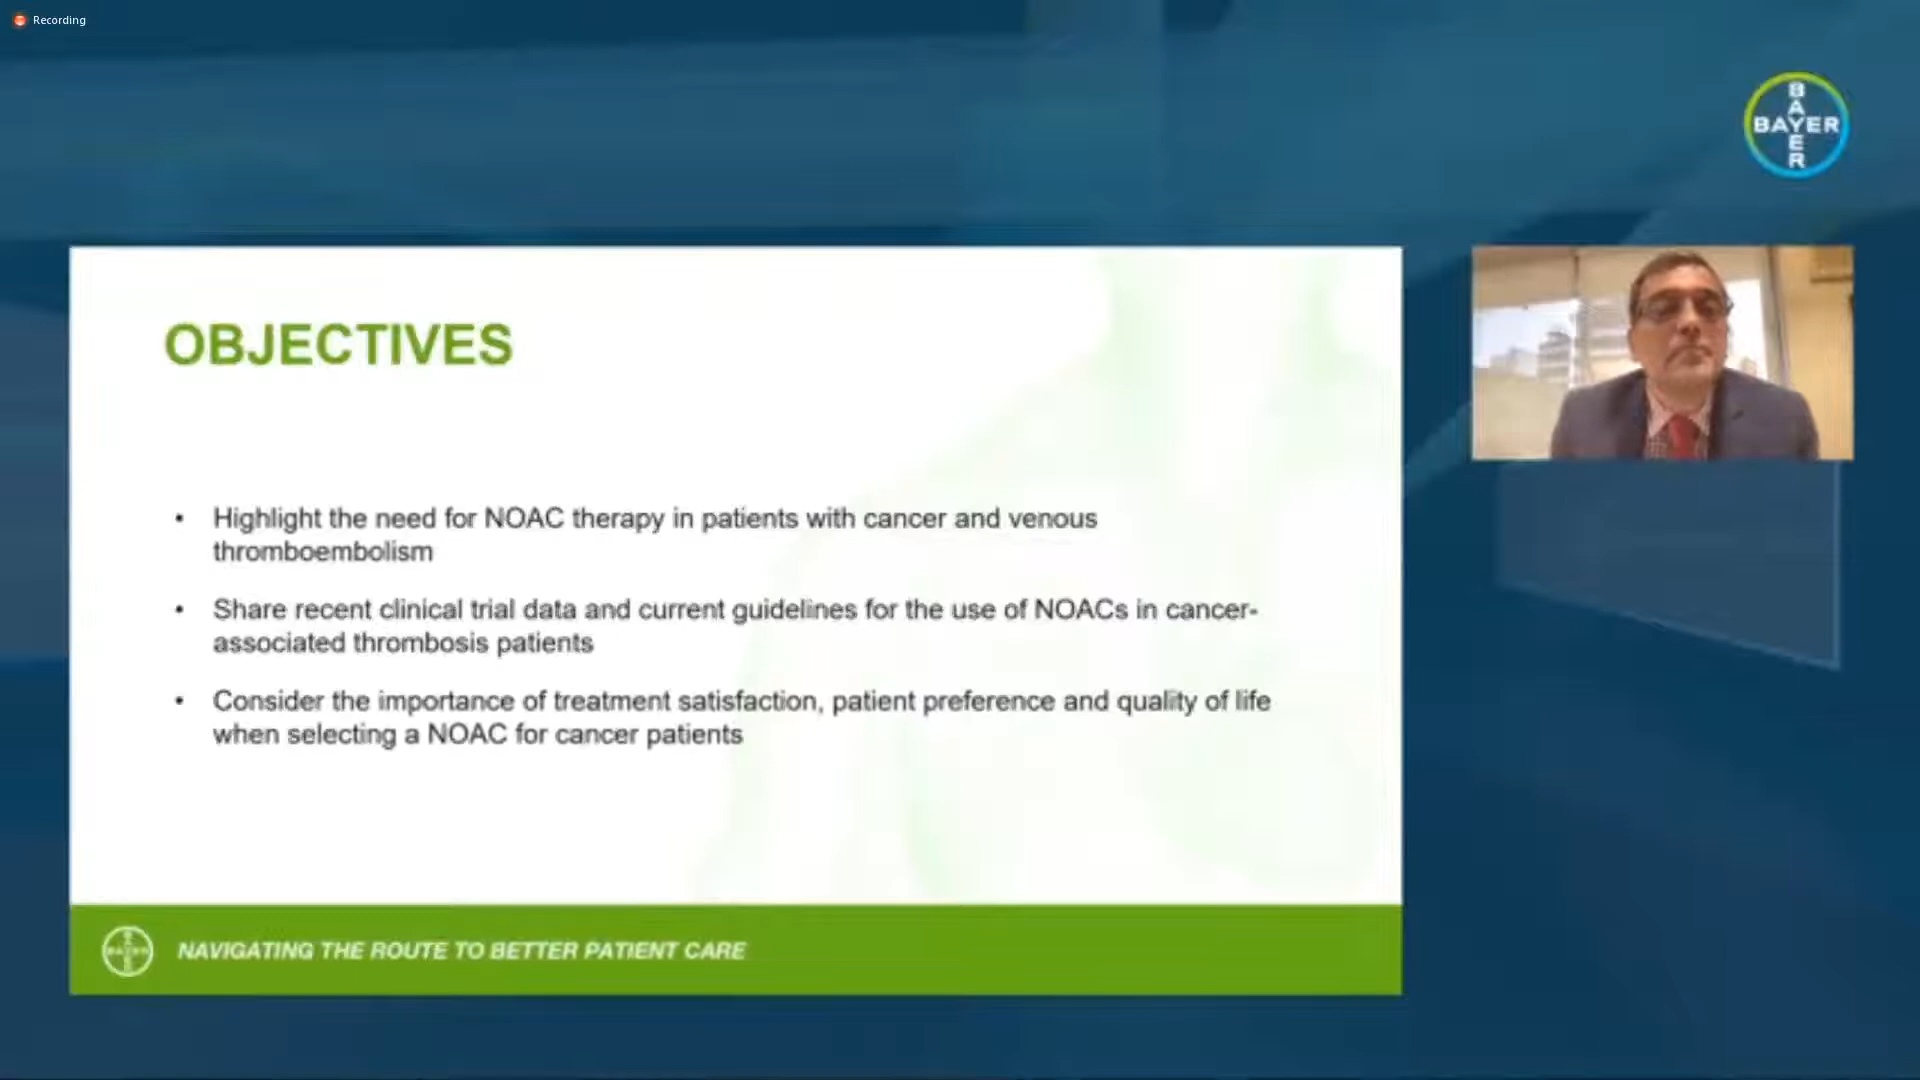 Recording
BAYER
BAYER
OBJECTIVES
• Highlight the need for NOAC therapy in patients with cancer and venous
thromboembolism
• Share recent clinical trial data and current guidelines for the use of NOACs in cancer-
associated thrombosis patients
• Consider the importance of treatment satisfaction, patient preference and quality of life
when selecting a NOAC for cancer patients
BAYER
BAYER
NAVIGATING THE ROUTE TO BETTER PATIENT CARE